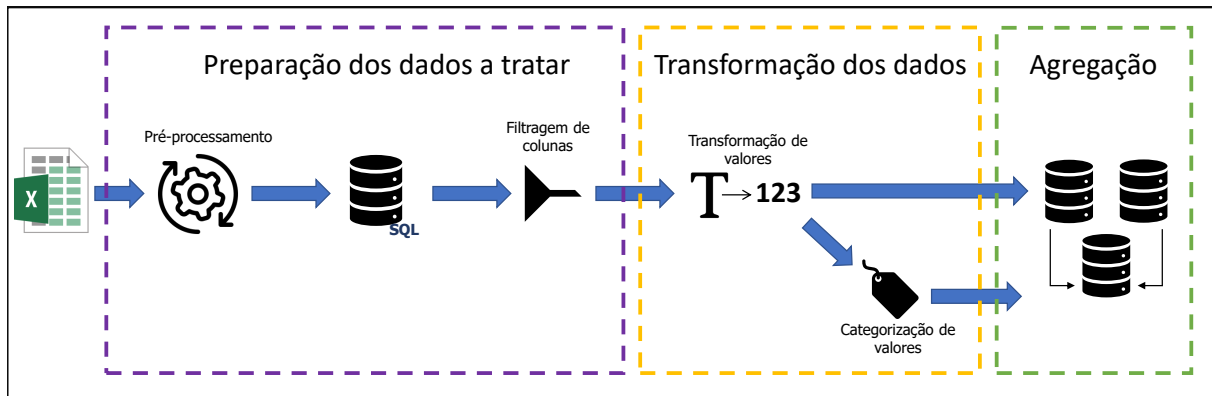 Preparação dos dados a tratar
Transformação dos dados
Agregação
Pré-processamento
Filtragem de
colunas
Transformação de
valores
X
SQL
T → 123
Categorização de
valores